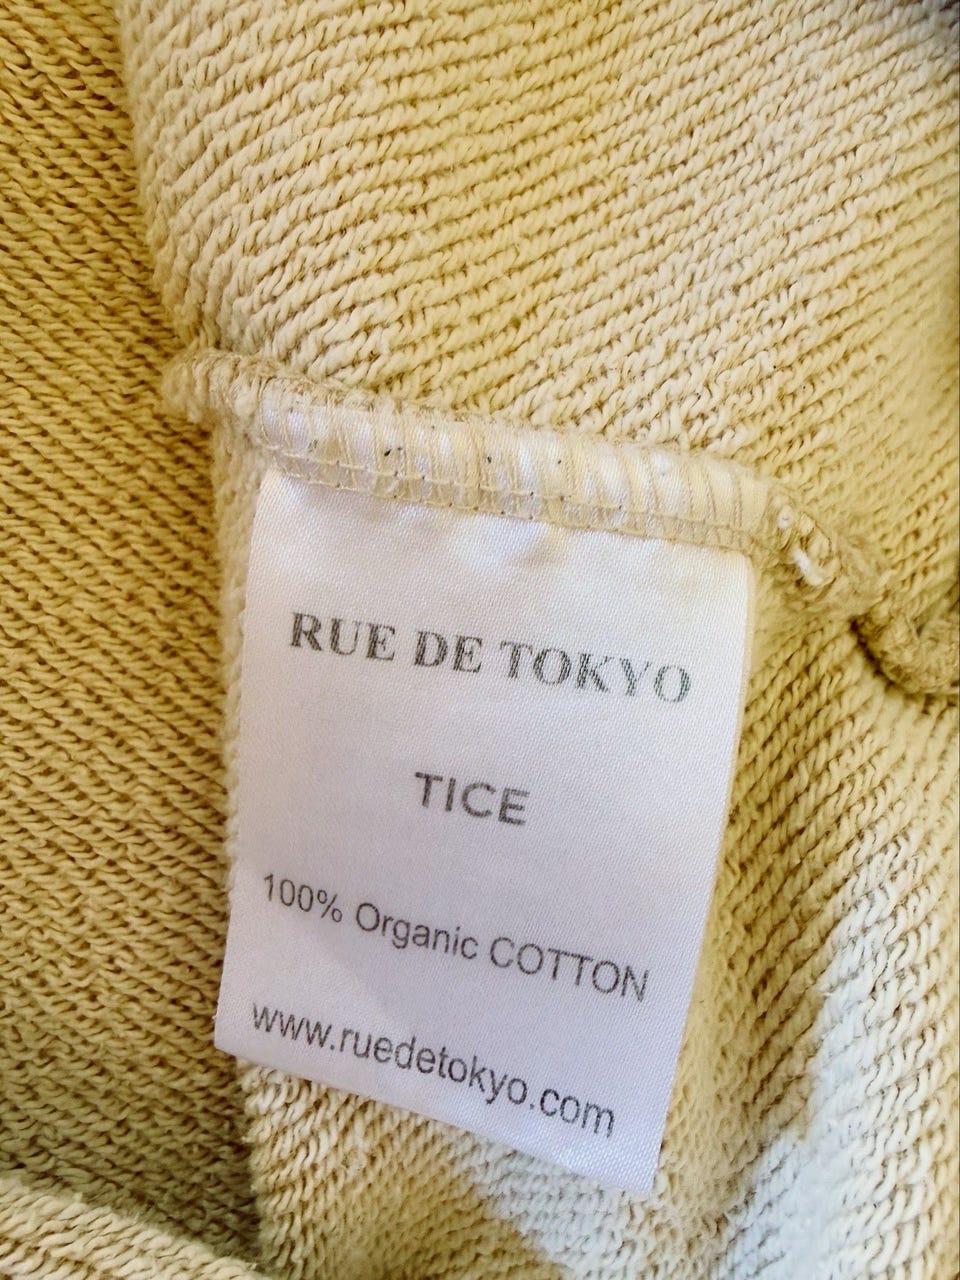 RUE DE TOKYO
TICE
100% Organic COTTON
www.ruedetokyo.com